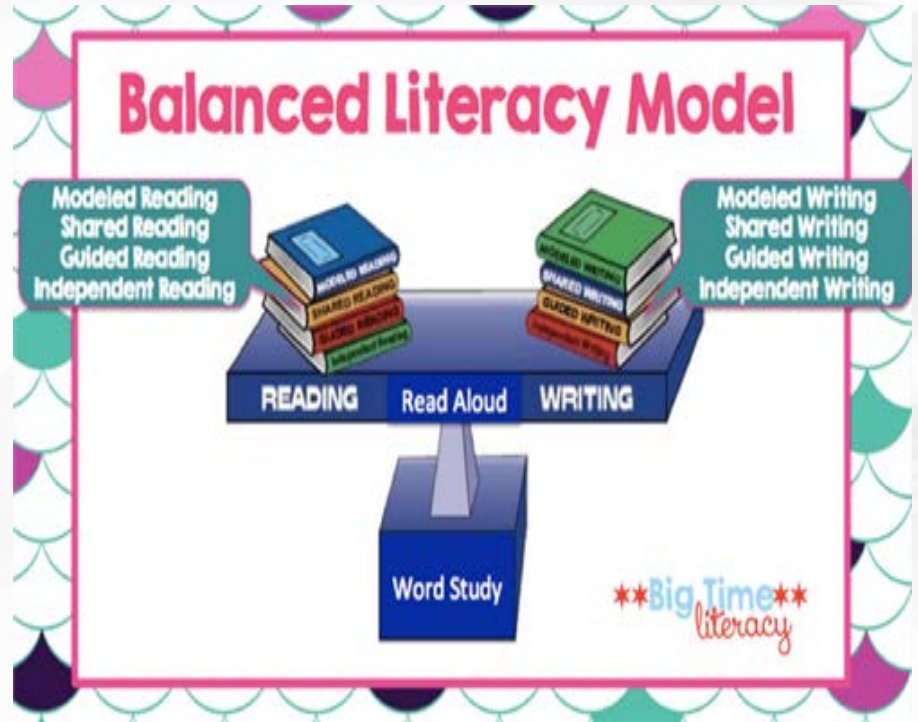 Balanced Literacy Model
Modeled Reading
Shared Reading
Guided Reading
Independent Reading
Modeled Writing
Shared Writing
Guided Writing
Independent Writing
MODELED READING
SHARED READING
GUIDED READING
Independent Reading
MODELED WRITING
SHARED WRITING
GUIDED WRITING
Independent Writing
READING Read Aloud WRITING
Word Study
**Big Time**
literacy